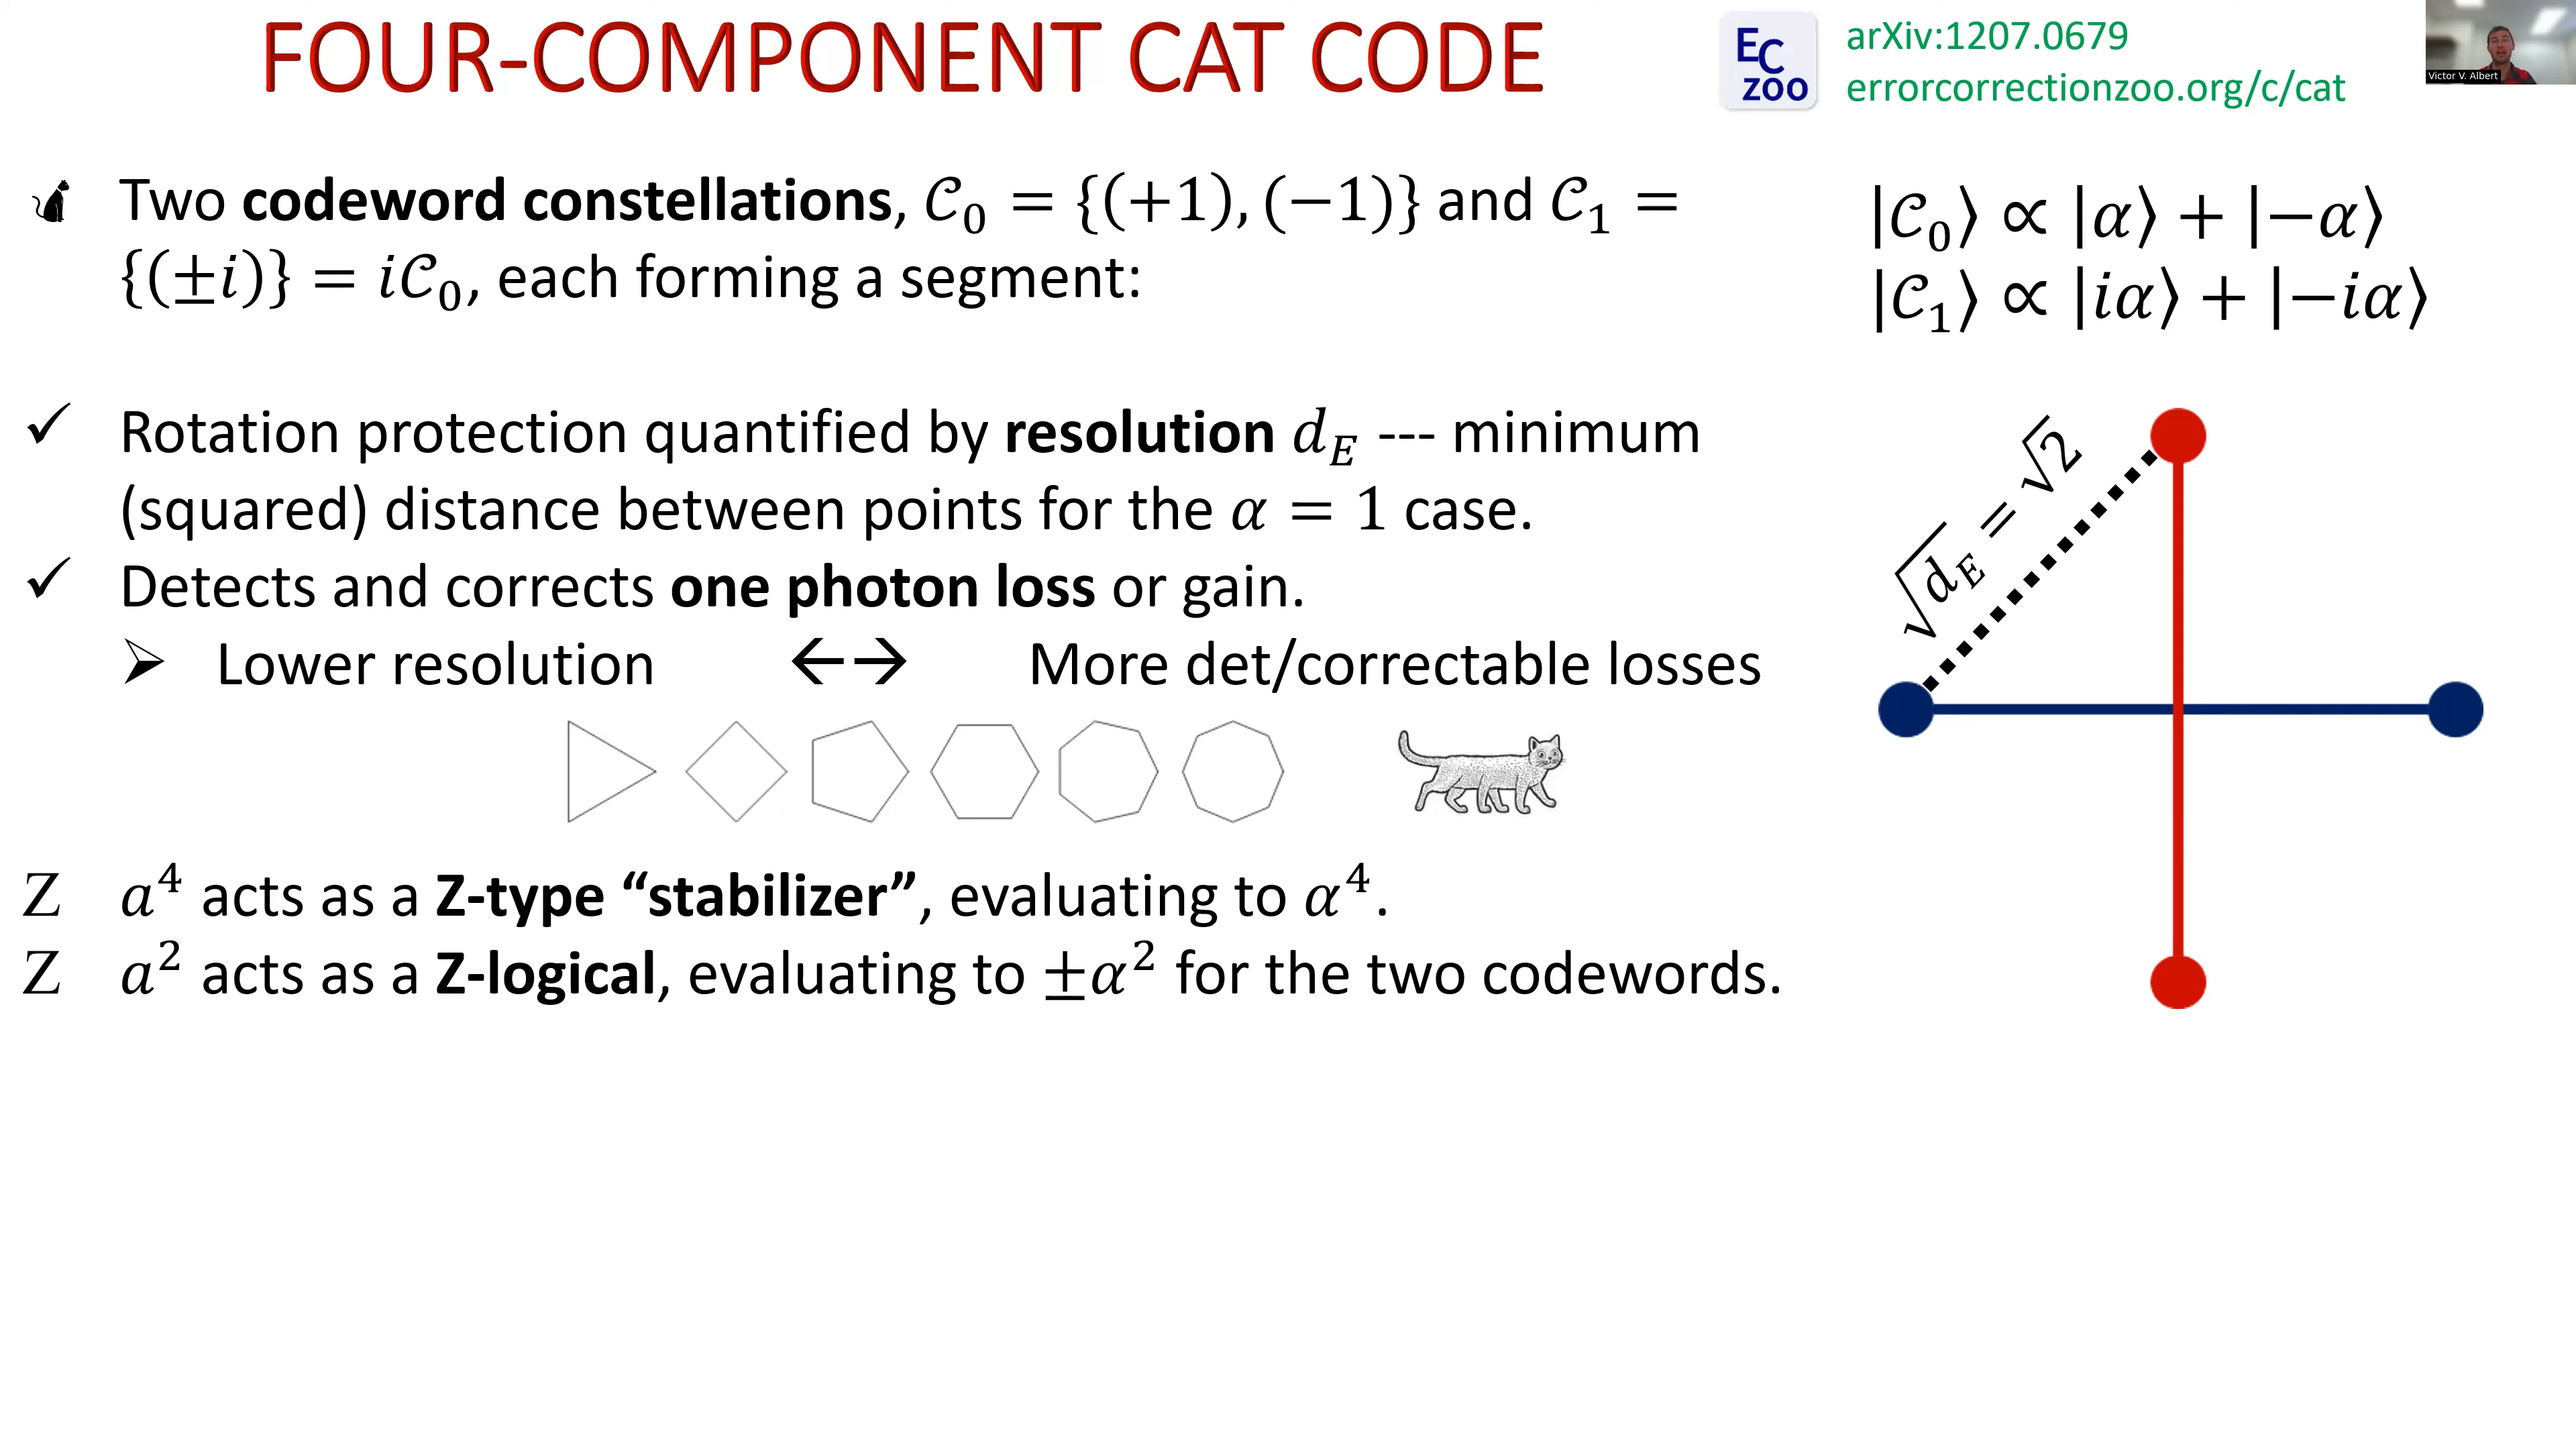 FOUR-COMPONENT CAT CODE
EC ZOO
arXiv:1207.0679
errorcorrectionzoo.org/c/cat
Victor V. Albert
Two codeword constellations, 𝒞₀ = {(+1), (−1)} and 𝒞₁ =
{(±i)} = i𝒞₀, each forming a segment:
|𝒞₀⟩ ∝ |α⟩ + |−α⟩
|𝒞₁⟩ ∝ |iα⟩ + |−iα⟩
✓ Rotation protection quantified by resolution d_E --- minimum
(squared) distance between points for the α = 1 case.
✓ Detects and corrects one photon loss or gain.
➢ Lower resolution ←→ More det/correctable losses
√d_E = √2
Z a⁴ acts as a Z-type “stabilizer”, evaluating to α⁴.
Z a² acts as a Z-logical, evaluating to ±α² for the two codewords.